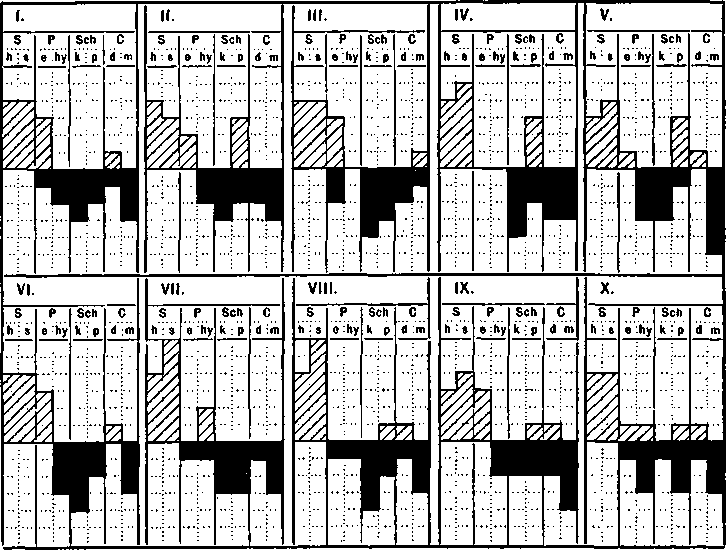 I. II. III. IV. V.
S P Sch C S P Sch C S P Sch C S P Sch C S P Sch C
h s e hy k p d m h s e hy k p d m h s e hy k p d m h s e hy k p d m h s e hy k p d m
VI. VII. VIII. IX. X.
S P Sch C S P Sch C S P Sch C S P Sch C S P Sch C
h s e hy k p d m h s e hy k p d m h s e hy k p d m h s e hy k p d m h s e hy k p d m